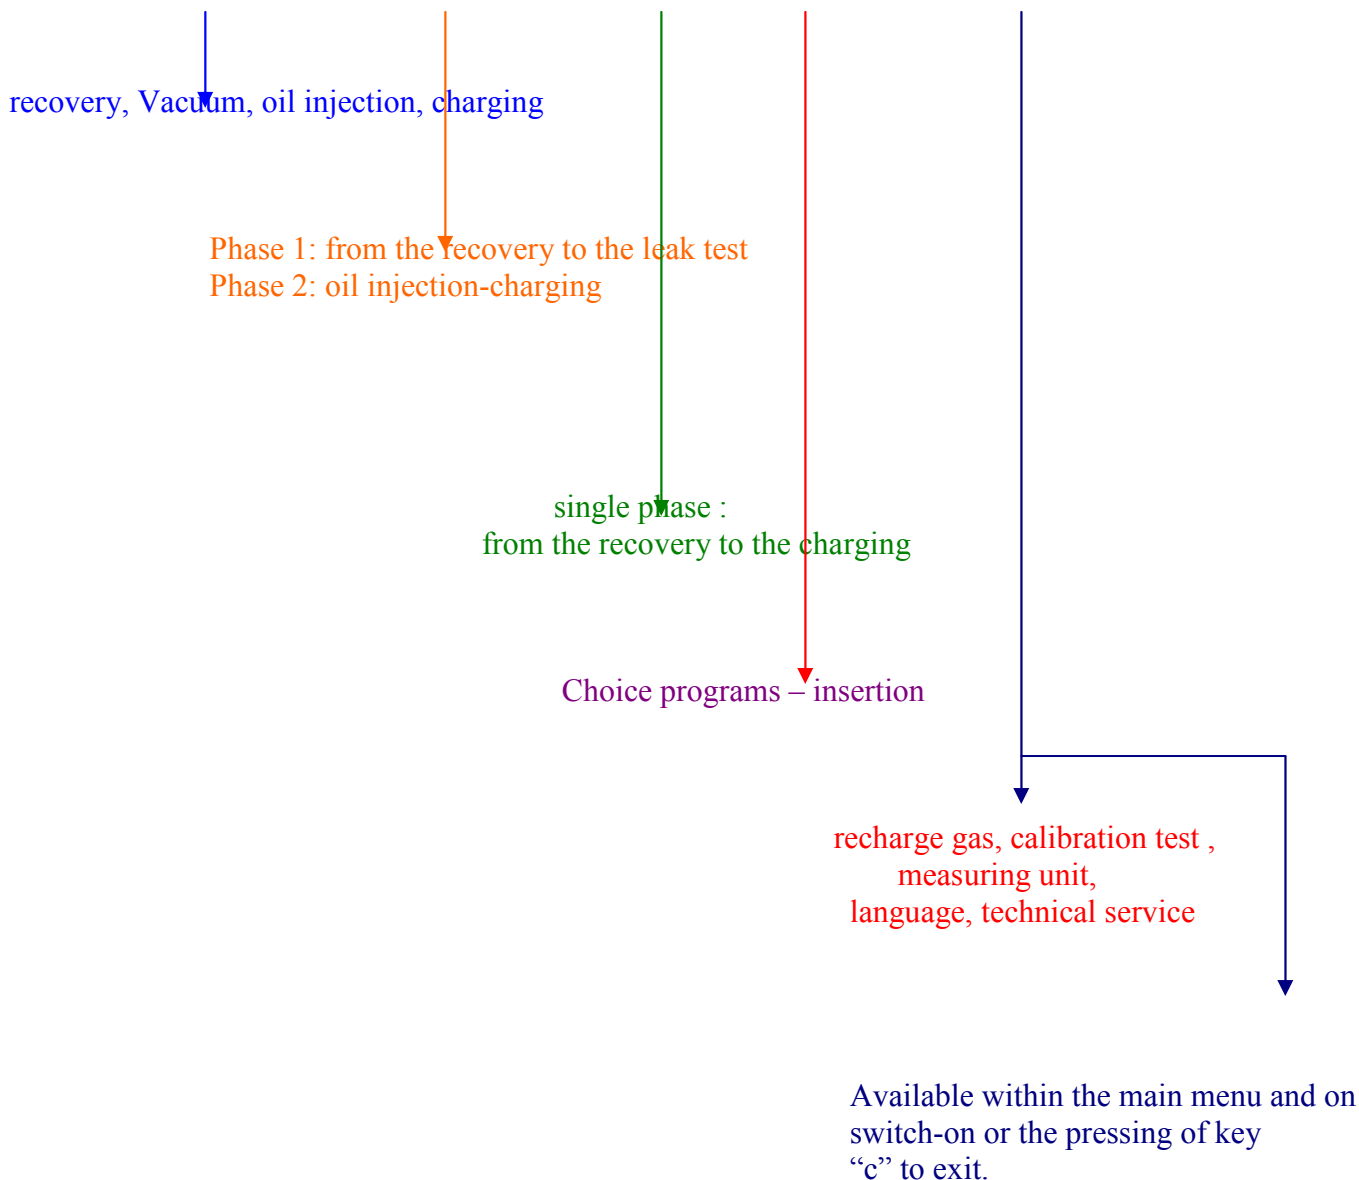 recovery, Vacuum, oil injection, charging
Phase 1: from the recovery to the leak test
Phase 2: oil injection-charging
single phase :
from the recovery to the charging
Choice programs – insertion
recharge gas, calibration test ,
measuring unit,
language, technical service
Available within the main menu and on
switch-on or the pressing of key
“c” to exit.